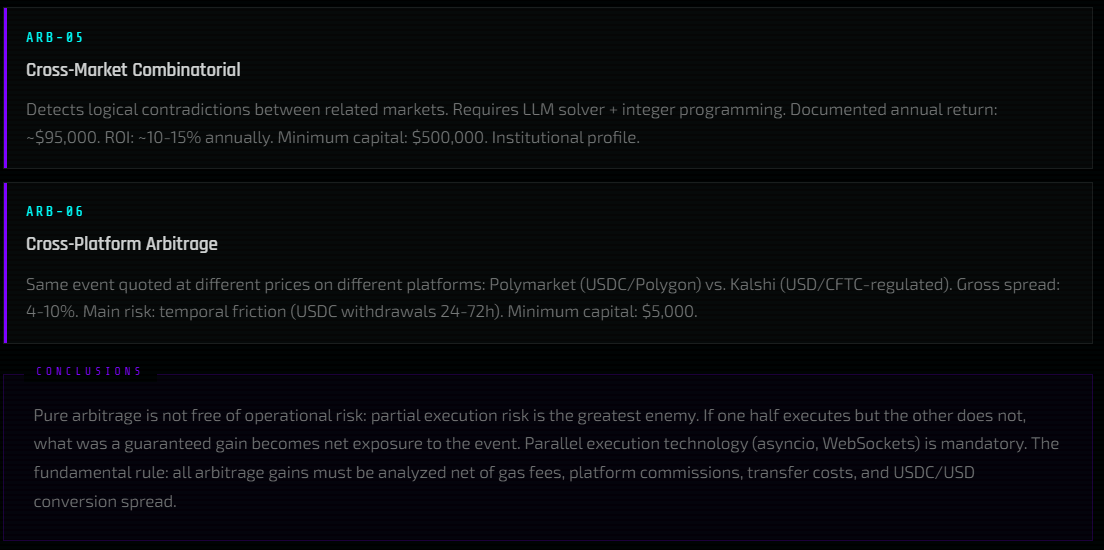 ARB-05
Cross-Market Combinatorial
Detects logical contradictions between related markets. Requires LLM solver + integer programming. Documented annual return:
~$95,000. ROI: ~10-15% annually. Minimum capital: $500,000. Institutional profile.
ARB-06
Cross-Platform Arbitrage
Same event quoted at different prices on different platforms: Polymarket (USDC/Polygon) vs. Kalshi (USD/CFTC-regulated). Gross spread:
4-10%. Main risk: temporal friction (USDC withdrawals 24-72h). Minimum capital: $5,000.
CONCLUSIONS
Pure arbitrage is not free of operational risk: partial execution risk is the greatest enemy. If one half executes but the other does not,
what was a guaranteed gain becomes net exposure to the event. Parallel execution technology (asyncio, WebSockets) is mandatory. The
fundamental rule: all arbitrage gains must be analyzed net of gas fees, platform commissions, transfer costs, and USDC/USD
conversion spread.